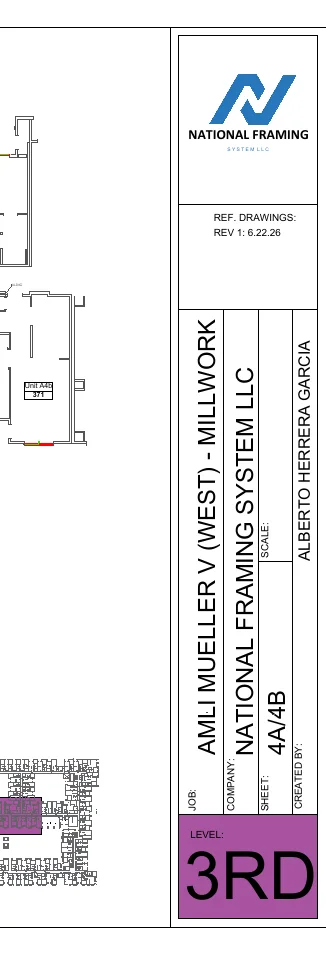 NATIONAL FRAMING
SYSTEM LLC
REF. DRAWINGS:
REV 1: 6.22.26
Unit A4b
371
JOB:
AMLI MUELLER V (WEST) - MILLWORK
COMPANY:
NATIONAL FRAMING SYSTEM LLC
SHEET:
4A/4B
SCALE:
CREATED BY:
ALBERTO HERRERA GARCIA
LEVEL:
3RD